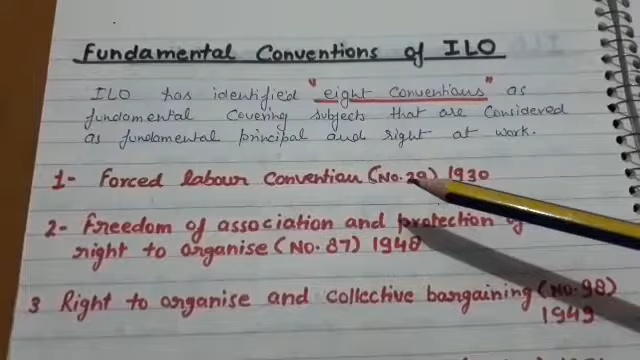 Fundamental Conventions of ILO
ILO has identified "eight conventions" as
fundamental covering subjects that are considered
as fundamental principal and right at work.
1- Forced labour Convention (No.29) 1930
2- Freedom of association and protection of
right to organise (No. 87) 1948
3 Right to organise and collective bargaining (No. 98)
1949